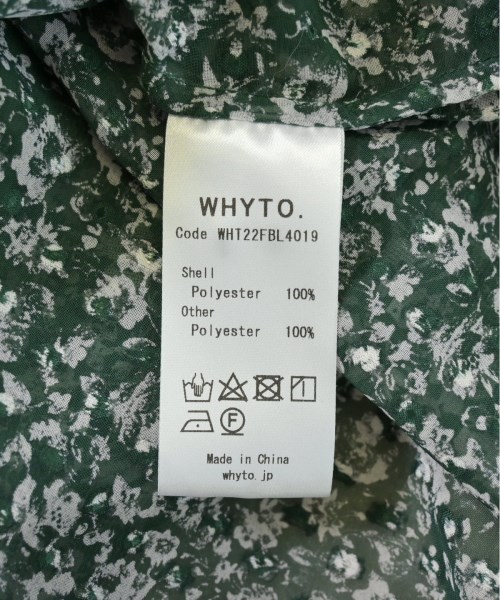 WHYTO.
Code WHT22FBL4019
Shell
Polyester 100%
Other
Polyester 100%
F
Made in China
whyto.jp